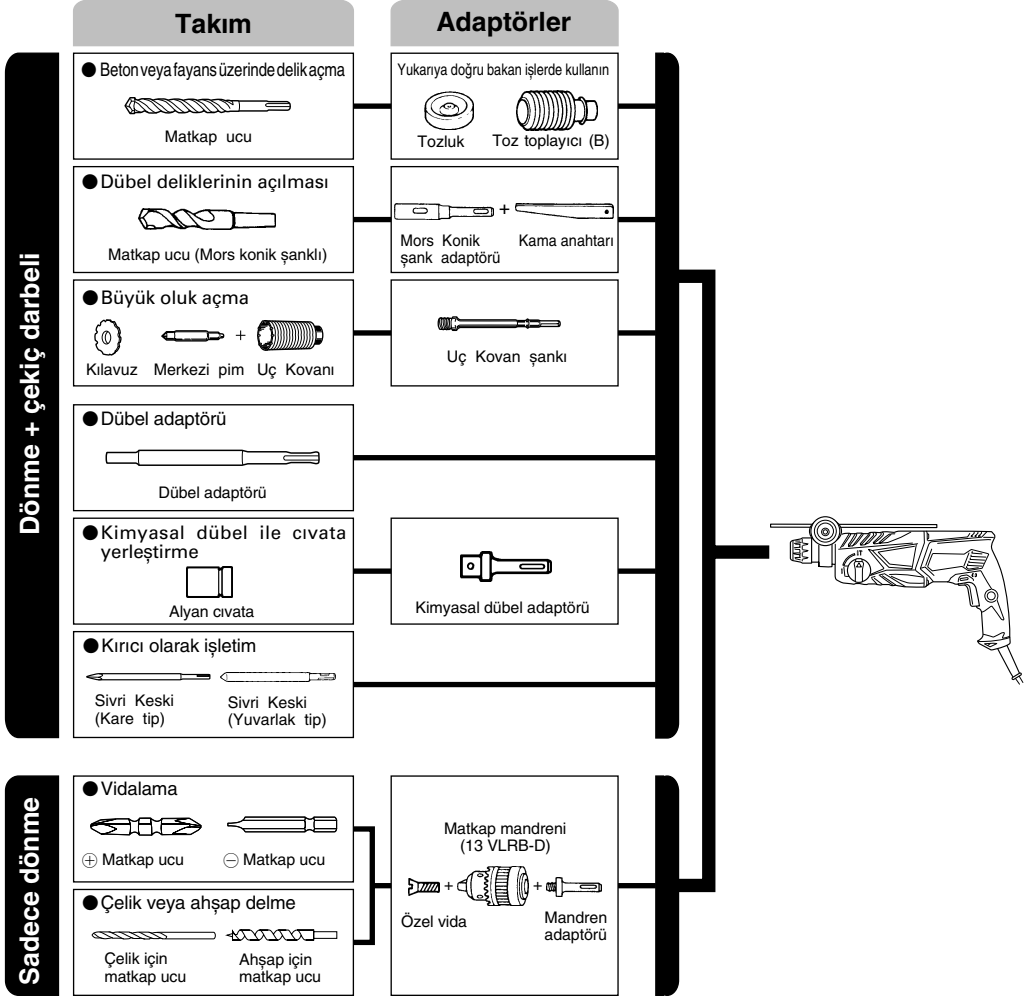 Takım
Adaptörler
Dönme + çekiç darbeli
● Beton veya fayans üzerinde delik açma
Matkap ucu
Yukarıya doğru bakan işlerde kullanın
Tozluk
Toz toplayıcı (B)
● Dübel deliklerinin açılması
Matkap ucu (Mors konik şanklı)
+
Mors Konik
şank adaptörü
Kama anahtarı
● Büyük oluk açma
+
Kılavuz
Merkezi pim
Uç Kovanı
Uç Kovan şankı
● Dübel adaptörü
Dübel adaptörü
● Kimyasal dübel ile cıvata
yerleştirme
Alyan cıvata
Kimyasal dübel adaptörü
● Kırıcı olarak işletim
Sivri Keski
(Kare tip)
Sivri Keski
(Yuvarlak tip)
Sadece dönme
● Vidalama
⊕ Matkap ucu
⊖ Matkap ucu
● Çelik veya ahşap delme
Çelik için
matkap ucu
Ahşap için
matkap ucu
Matkap mandreni
(13 VLRB-D)
+ +
Özel vida
Mandren
adaptörü